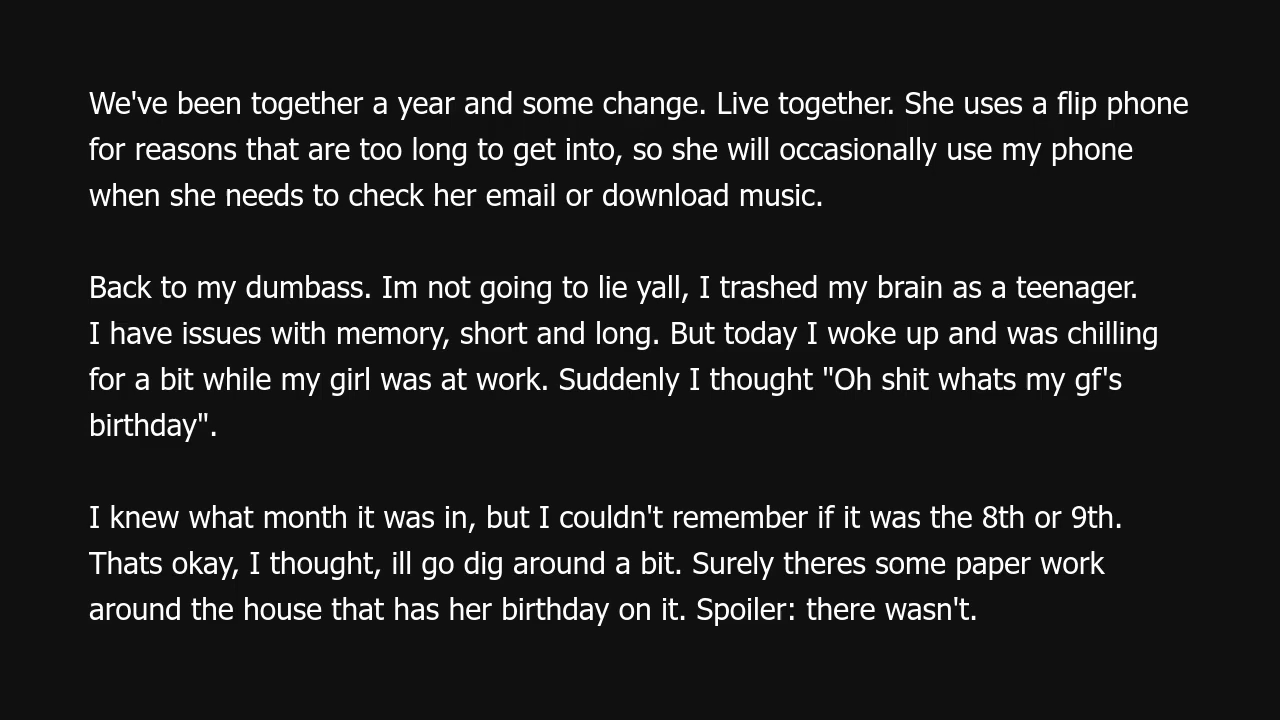 We've been together a year and some change. Live together. She uses a flip phone
for reasons that are too long to get into, so she will occasionally use my phone
when she needs to check her email or download music.
Back to my dumbass. Im not going to lie yall, I trashed my brain as a teenager.
I have issues with memory, short and long. But today I woke up and was chilling
for a bit while my girl was at work. Suddenly I thought "Oh shit whats my gf's
birthday".
I knew what month it was in, but I couldn't remember if it was the 8th or 9th.
Thats okay, I thought, ill go dig around a bit. Surely theres some paper work
around the house that has her birthday on it. Spoiler: there wasn't.